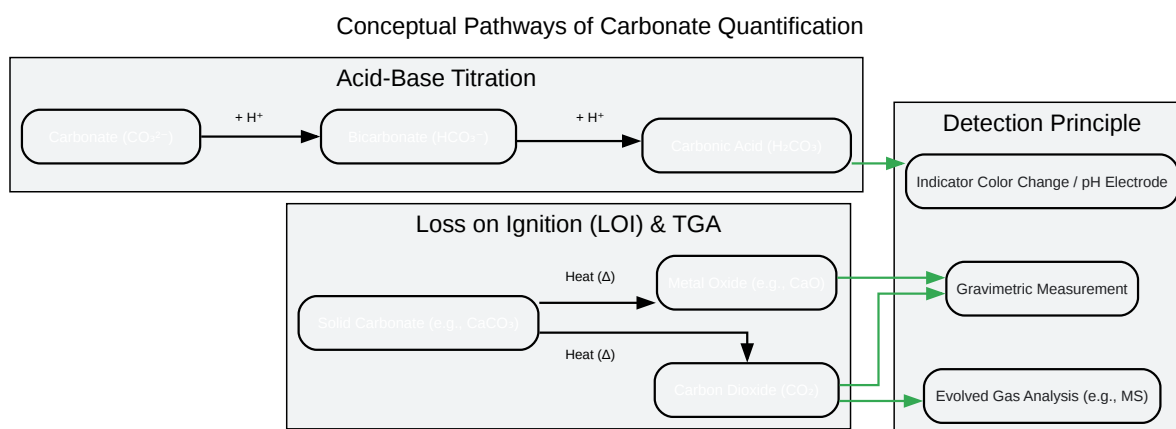 Conceptual Pathways of Carbonate Quantification
Acid-Base Titration
Carbonate (CO₃²⁻)
+ H⁺
Bicarbonate (HCO₃⁻)
+ H⁺
Carbonic Acid (H₂CO₃)
Loss on Ignition (LOI) & TGA
Solid Carbonate (e.g., CaCO₃)
Heat (Δ)
Metal Oxide (e.g., CaO)
Heat (Δ)
Carbon Dioxide (CO₂)
Detection Principle
Indicator Color Change / pH Electrode
Gravimetric Measurement
Evolved Gas Analysis (e.g., MS)